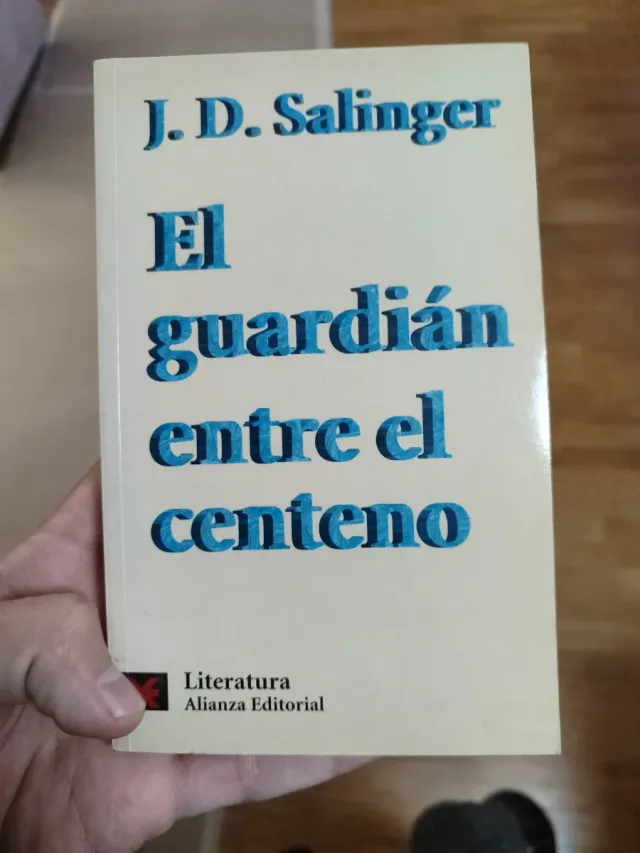 J. D. Salinger
El
guardián
entre el
centeno
Literatura
Alianza Editorial